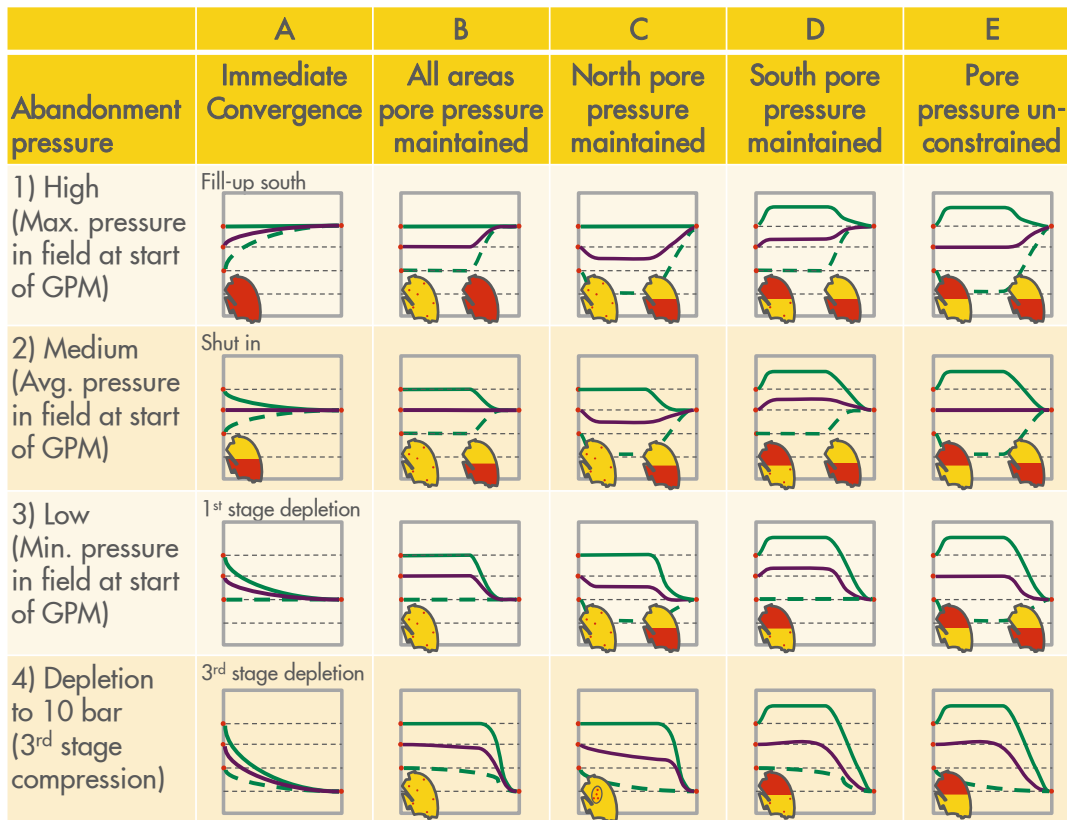 A
B
C
D
E
Abandonment
pressure
Immediate
Convergence
All areas
pore pressure
maintained
North pore
pressure
maintained
South pore
pressure
maintained
Pore
pressure un-
constrained
1) High
(Max. pressure
in field at start
of GPM)
Fill-up south
2) Medium
(Avg. pressure
in field at start
of GPM)
Shut in
3) Low
(Min. pressure
in field at start
of GPM)
1st stage depletion
4) Depletion
to 10 bar
(3rd stage
compression)
3rd stage depletion